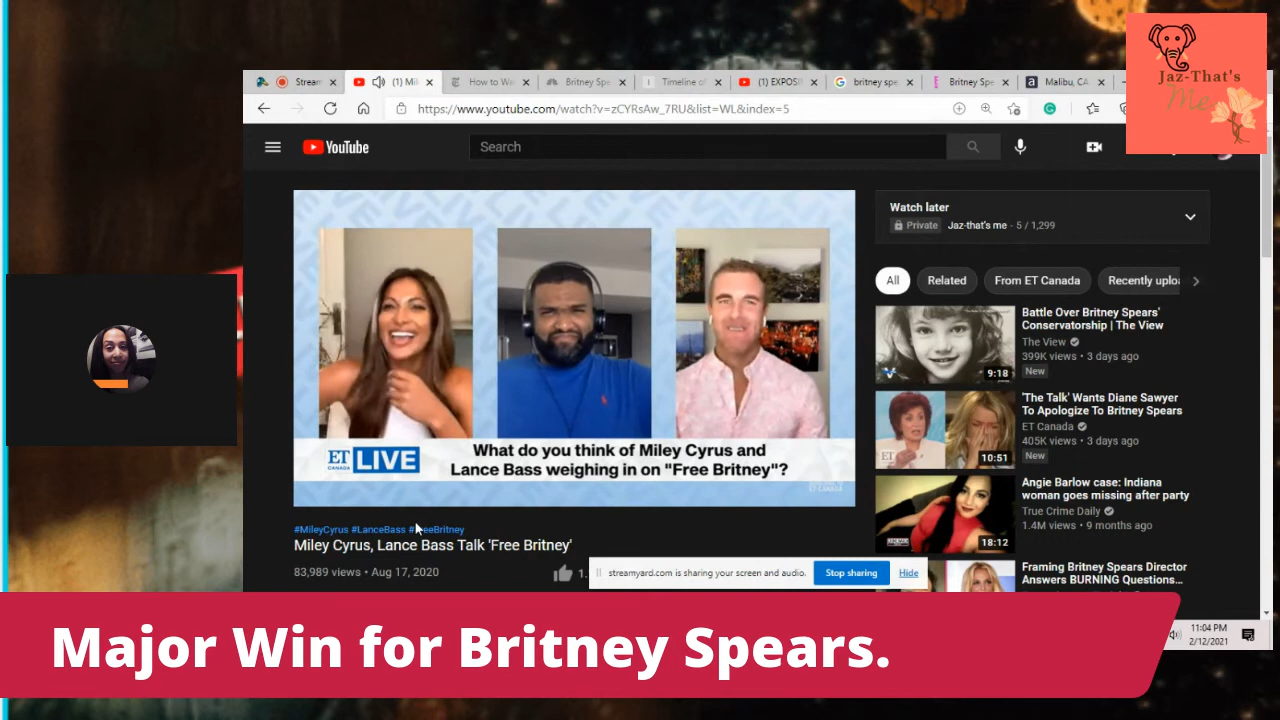 Jaz-That's
Me
Stream
(1) Mil
How to Wa
Britney Spe
Timeline of
(1) EXPOSI
britney spe
Britney Spe
Malibu, CA
https://www.youtube.com/watch?v=zCYRsAw_7RU&list=WL&index=5
YouTube
Search
Watch later
Private Jaz-that's me - 5 / 1,299
All
Related
From ET Canada
Recently uploa
Battle Over Britney Spears'
Conservatorship | The View
The View
399K views • 3 days ago
New
9:18
'The Talk' Wants Diane Sawyer
To Apologize To Britney Spears
ET Canada
405K views • 3 days ago
New
10:51
Angie Barlow case: Indiana
woman goes missing after party
True Crime Daily
1.4M views • 9 months ago
18:12
Framing Britney Spears Director
Answers BURNING Questions...
ET
CANADA
LIVE
What do you think of Miley Cyrus and
Lance Bass weighing in on "Free Britney"?
ET CANADA
#MileyCyrus #LanceBass #FreeBritney
Miley Cyrus, Lance Bass Talk 'Free Britney'
83,989 views • Aug 17, 2020
1.
streamyard.com is sharing your screen and audio.
Stop sharing
Hide
11:04 PM
2/12/2021
Major Win for Britney Spears.